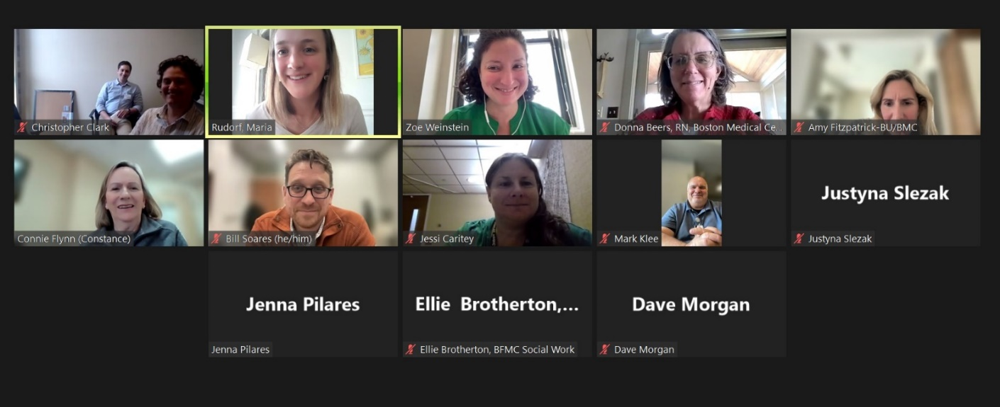 Christopher Clark
Rudorf, Maria
Zoe Weinstein
Donna Beers, RN, Boston Medical Ce...
Amy Fitzpatrick-BU/BMC
Connie Flynn (Constance)
Bill Soares (he/him)
Jessi Caritey
Mark Klee
Justyna Slezak
Justyna Slezak
Jenna Pilares
Jenna Pilares
Ellie Brotherton,...
Ellie Brotherton, BFMC Social Work
Dave Morgan
Dave Morgan